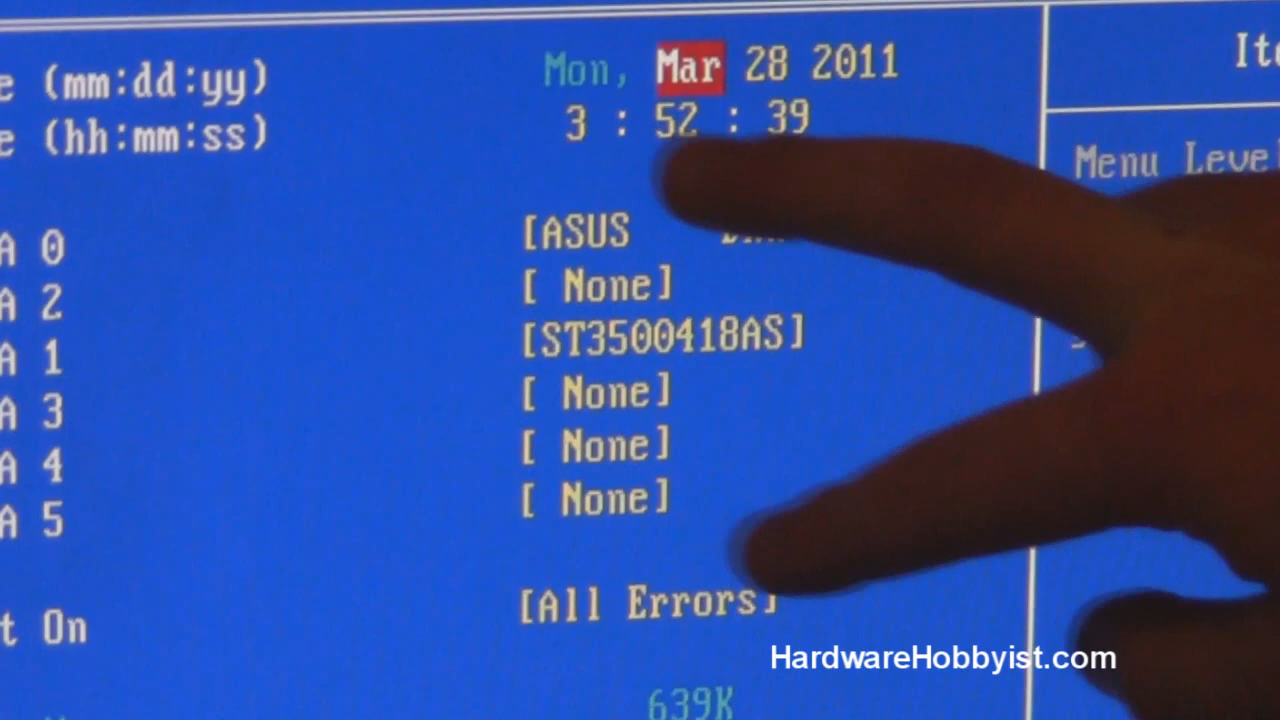 e (mm:dd:yy) Mon, Mar 28 2011
e (hh:mm:ss) 3 : 52 : 39
Menu Level
A 0 [ASUS
A 2 [ None]
A 1 [ST3500418AS]
A 3 [ None]
A 4 [ None]
A 5 [ None]
t On [All Errors]
639K
HardwareHobbyist.com